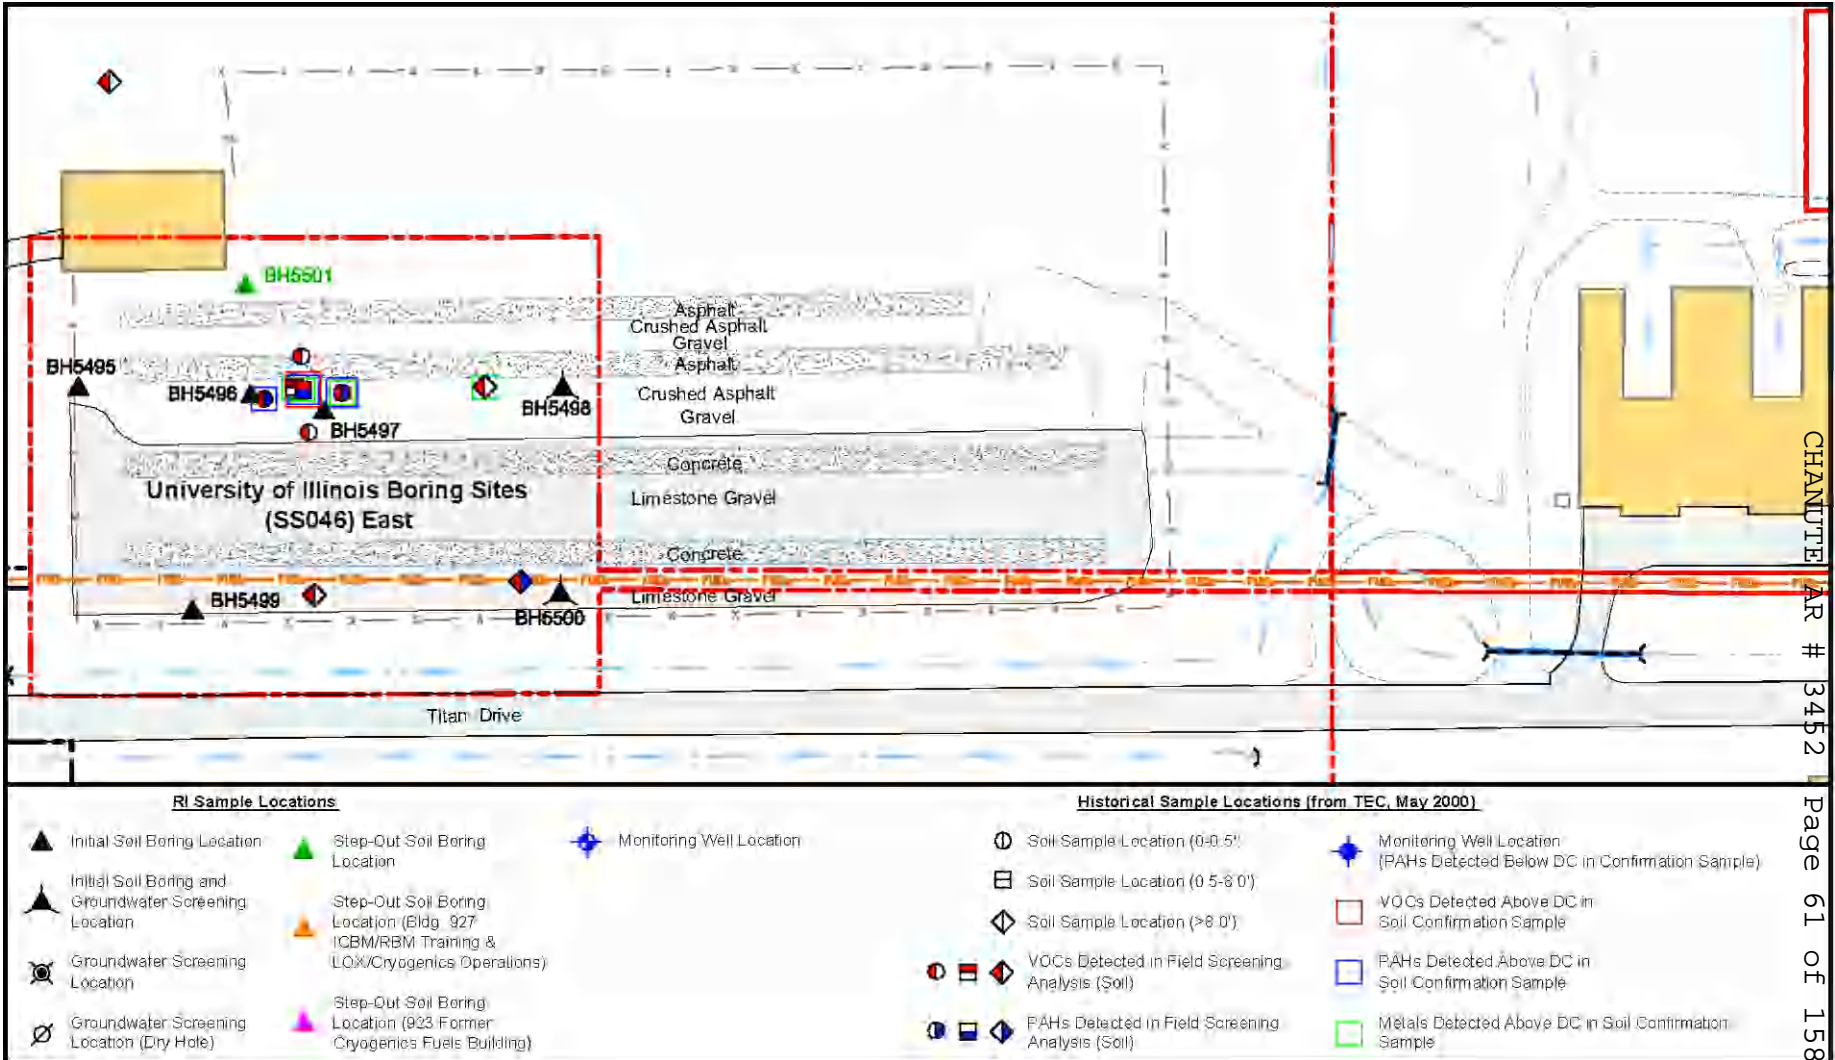 BH5501
Asphalt
Crushed Asphalt
Gravel
Asphalt
BH5495
BH5496
Crushed Asphalt
BH5498
Gravel
BH5497
Concrete
University of Illinois Boring Sites
(SS046) East
Limestone Gravel
Concrete
BH5499
Limestone Gravel
BH5500
Titan Drive
CHANUTE AR # 3452 Page 61 of 158
RI Sample Locations
Initial Soil Boring Location
Initial Soil Boring and
Groundwater Screening
Location
Groundwater Screening
Location
Groundwater Screening
Location (Dry Hole)
Step-Out Soil Boring
Location
Step-Out Soil Boring
Location (Bldg. 927
ICBM/RBM Training &
LOX/Cryogenics Operations)
Step-Out Soil Boring
Location (923 Former
Cryogenics Fuels Building)
Monitoring Well Location
Historical Sample Locations (from TEC, May 2000)
Soil Sample Location (0-0.5')
Soil Sample Location (0.5-8.0')
Soil Sample Location (>8.0')
VOCs Detected in Field Screening
Analysis (Soil)
PAHs Detected in Field Screening
Analysis (Soil)
Monitoring Well Location
(PAHs Detected Below DC in Confirmation Sample)
VOCs Detected Above DC in
Soil Confirmation Sample
PAHs Detected Above DC in
Soil Confirmation Sample
Metals Detected Above DC in Soil Confirmation
Sample